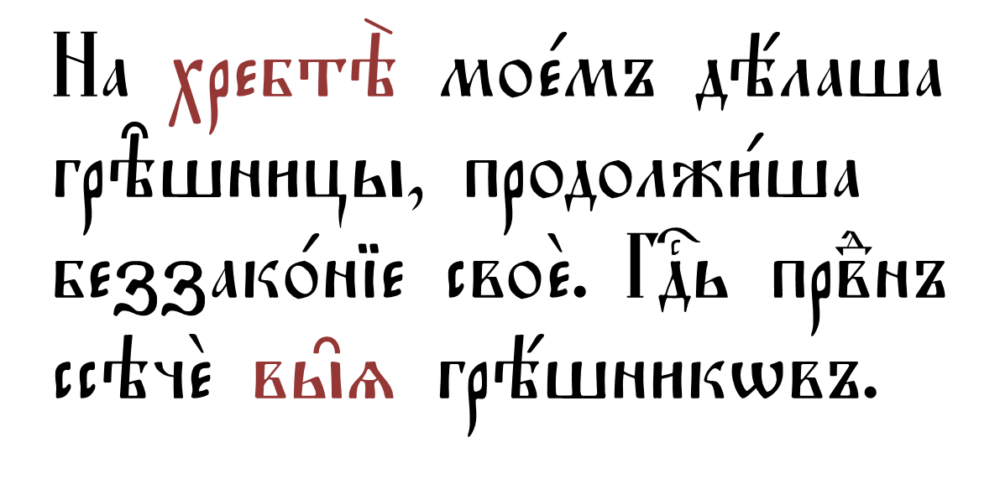 На хребтѣ̀ мое́мъ дѣ́лаша
грѣ̑шницы, продолжи́ша
беззако́нїе своѐ. Гдⷭ҇ь првⷣнъ
ссѣчѐ вы̑ѧ грѣ́шникѡвъ.